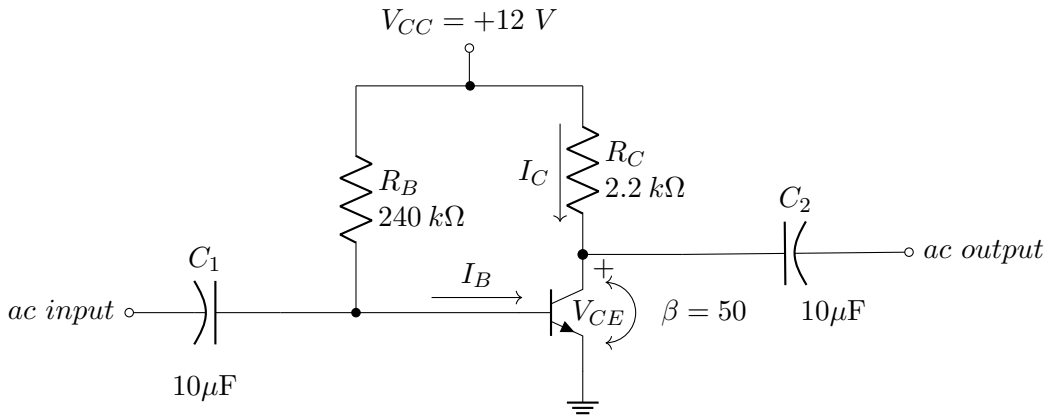 V_CC = +12 V
R_B
240 kΩ
I_C
R_C
2.2 kΩ
C_1
ac input
10μF
I_B
+
V_CE
β = 50
C_2
10μF
ac output